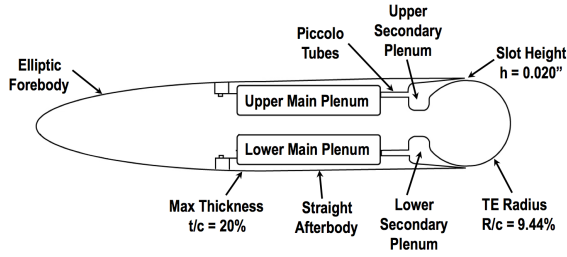 Upper
Secondary
Plenum
Piccolo
Tubes
Elliptic
Forebody
Slot Height
h = 0.020”
Upper Main Plenum
Lower Main Plenum
Max Thickness
t/c = 20%
Straight
Afterbody
Lower
Secondary
Plenum
TE Radius
R/c = 9.44%